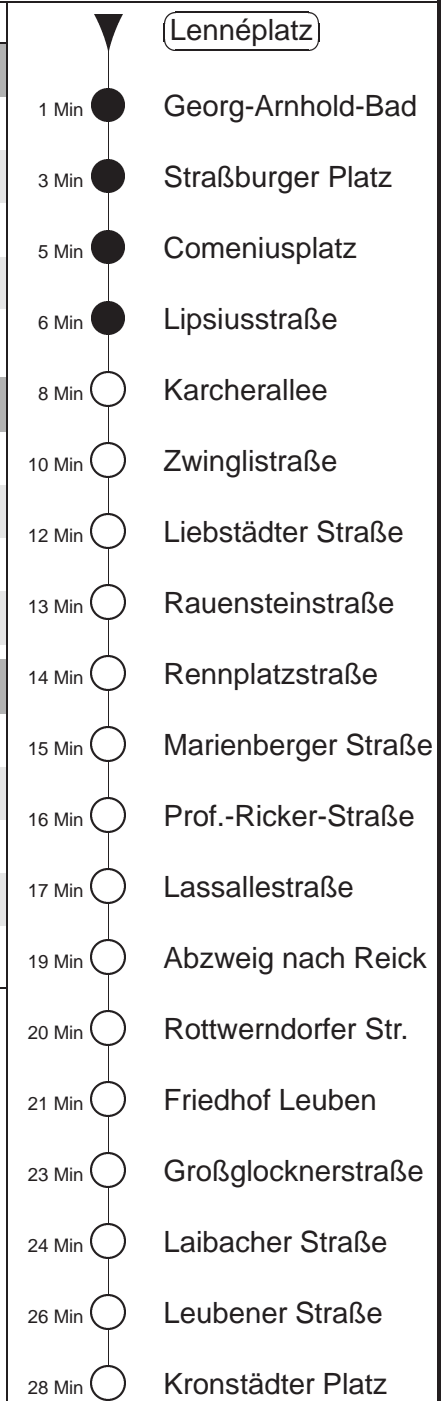 Lennéplatz
1 Min Georg-Arnhold-Bad
3 Min Straßburger Platz
5 Min Comeniusplatz
6 Min Lipsiusstraße
8 Min Karcherallee
10 Min Zwinglistraße
12 Min Liebstädter Straße
13 Min Rauensteinstraße
14 Min Rennplatzstraße
15 Min Marienberger Straße
16 Min Prof.-Ricker-Straße
17 Min Lassallestraße
19 Min Abzweig nach Reick
20 Min Rottwerndorfer Str.
21 Min Friedhof Leuben
23 Min Großglocknerstraße
24 Min Laibacher Straße
26 Min Leubener Straße
28 Min Kronstädter Platz